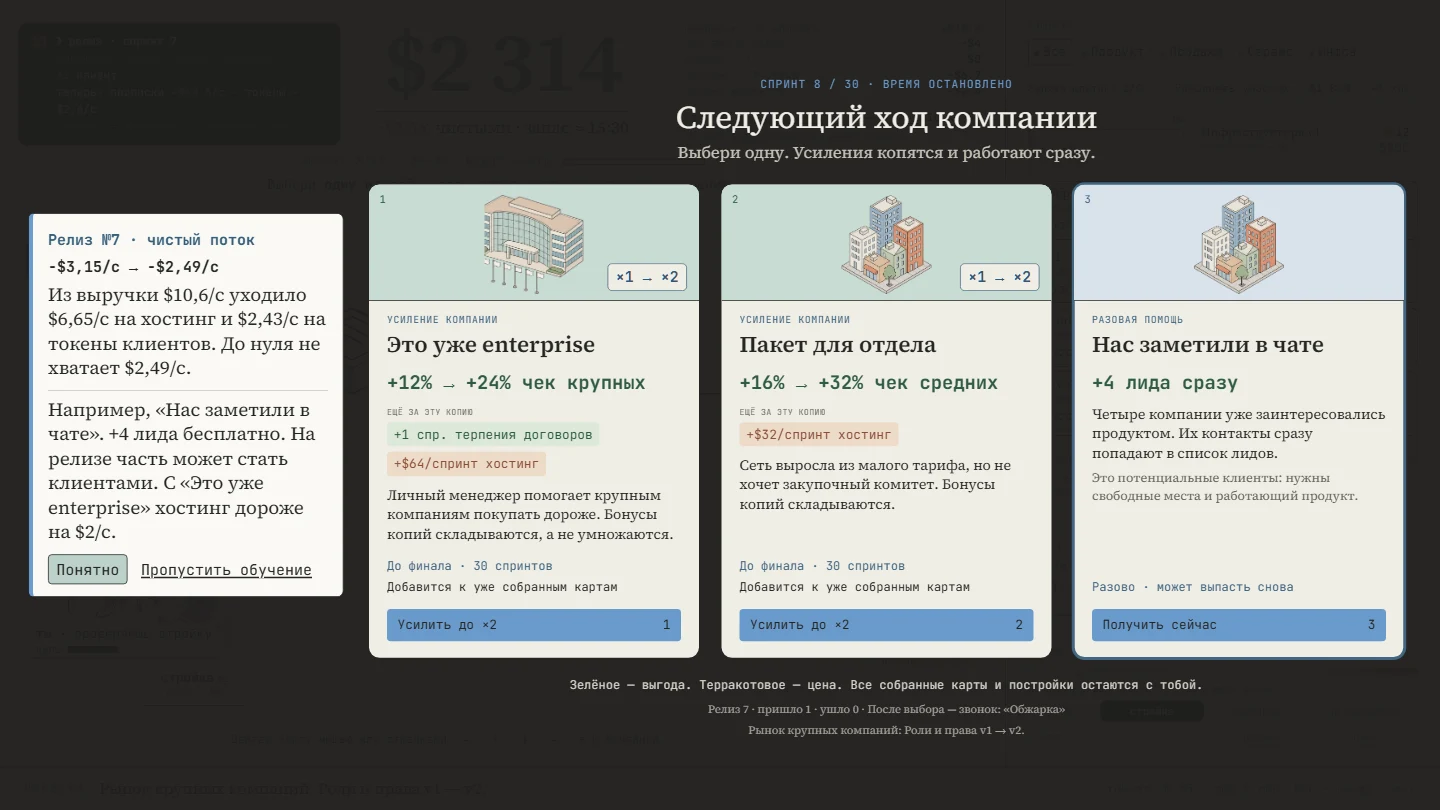 $2 314
СПРИНТ 8 / 30 · ВРЕМЯ ОСТАНОВЛЕНО
Следующий ход компании
Выбери одну. Усиления копятся и работают сразу.
Релиз №7 · чистый поток
-$3,15/с → -$2,49/с
Из выручки $10,6/с уходило
$6,65/с на хостинг и $2,43/с на
токены клиентов. До нуля не
хватает $2,49/с.
Например, «Нас заметили в
чате». +4 лида бесплатно. На
релизе часть может стать
клиентами. С «Это уже
enterprise» хостинг дороже
на $2/с.
Понятно
Пропустить обучение
1
×1 → ×2
УСИЛЕНИЕ КОМПАНИИ
Это уже enterprise
+12% → +24% чек крупных
ЕЩЁ ЗА ЭТУ КОПИЮ
+1 спр. терпения договоров
+$64/спринт хостинг
Личный менеджер помогает крупным
компаниям покупать дороже. Бонусы
копий складываются, а не умножаются.
До финала · 30 спринтов
Добавится к уже собранным картам
Усилить до ×2 1
2
×1 → ×2
УСИЛЕНИЕ КОМПАНИИ
Пакет для отдела
+16% → +32% чек средних
ЕЩЁ ЗА ЭТУ КОПИЮ
+$32/спринт хостинг
Сеть выросла из малого тарифа, но не
хочет закупочный комитет. Бонусы
копий складываются.
До финала · 30 спринтов
Добавится к уже собранным картам
Усилить до ×2 2
3
РАЗОВАЯ ПОМОЩЬ
Нас заметили в чате
+4 лида сразу
Четыре компании уже заинтересовались
продуктом. Их контакты сразу
попадают в список лидов.
Это потенциальные клиенты: нужны
свободные места и работающий продукт.
Разово · может выпасть снова
Получить сейчас 3
Зелёное — выгода. Терракотовое — цена. Все собранные карты и постройки остаются с тобой.
Релиз 7 · пришло 1 · ушло 0 · После выбора — звонок: «Обжарка»
Рынок крупных компаний: Роли и права v1 → v2.